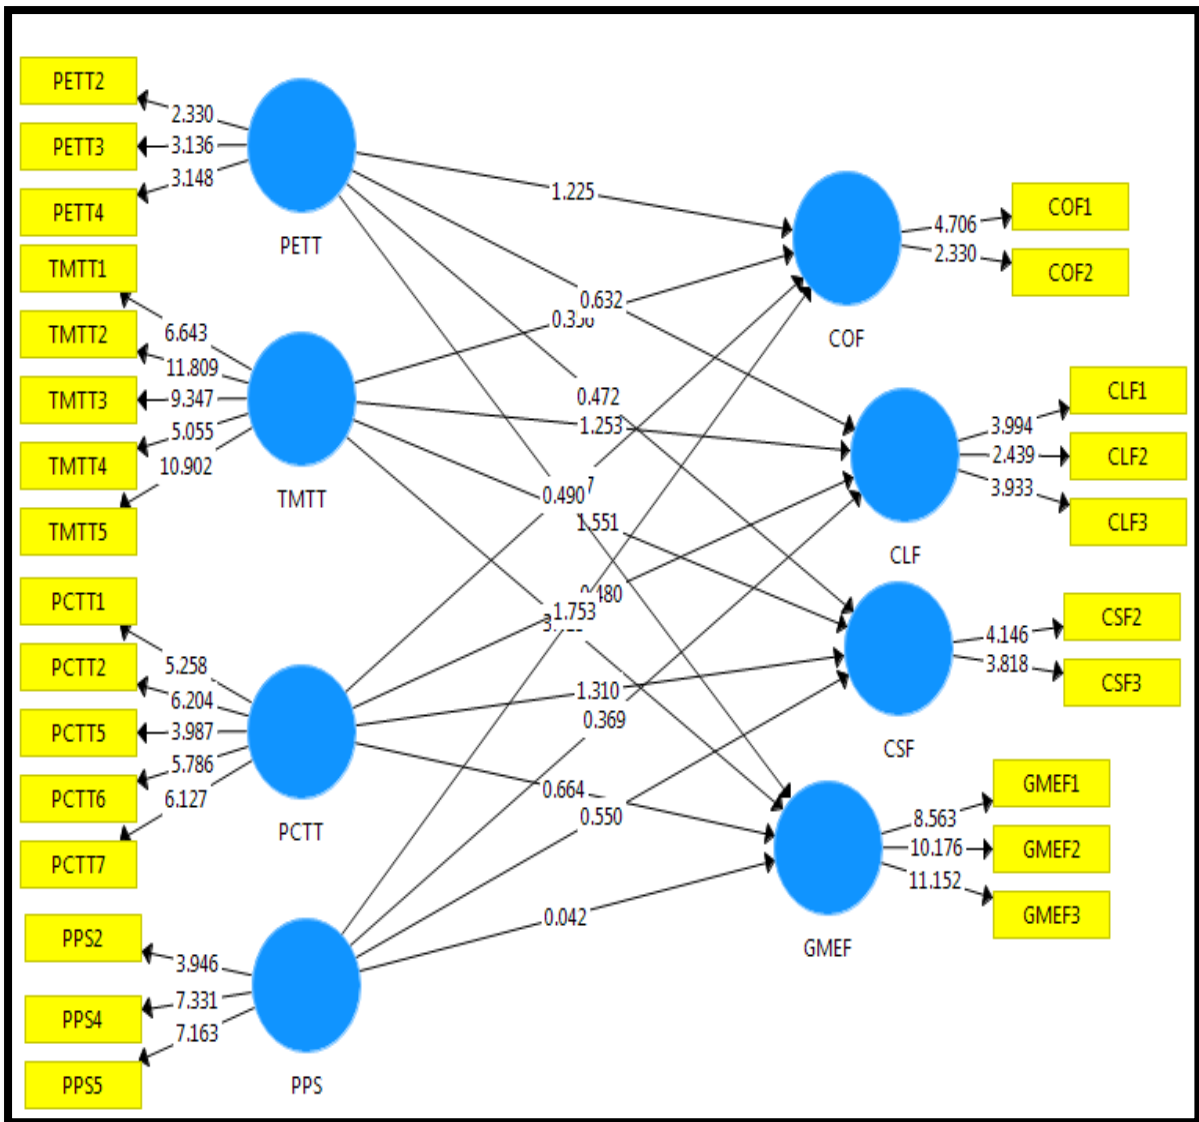 PETT2
2.330
PETT3
3.136
3.148
PETT4
PETT
TMTT1
6.643
TMTT2
11.809
TMTT3
9.347
5.055
TMTT4
10.902
TMTT5
TMTT
PCTT1
5.258
PCTT2
6.204
PCTT5
3.987
5.786
PCTT6
6.127
PCTT7
PCTT
PPS2
3.946
PPS4
7.331
7.163
PPS5
PPS
1.225
0.632
0.472
1.253
0.490
1.551
1.753
1.310
0.369
0.664
0.550
0.042
COF
4.706
COF1
2.330
COF2
CLF
3.994
CLF1
2.439
CLF2
3.933
CLF3
CSF
4.146
CSF2
3.818
CSF3
GMEF
8.563
GMEF1
10.176
GMEF2
11.152
GMEF3